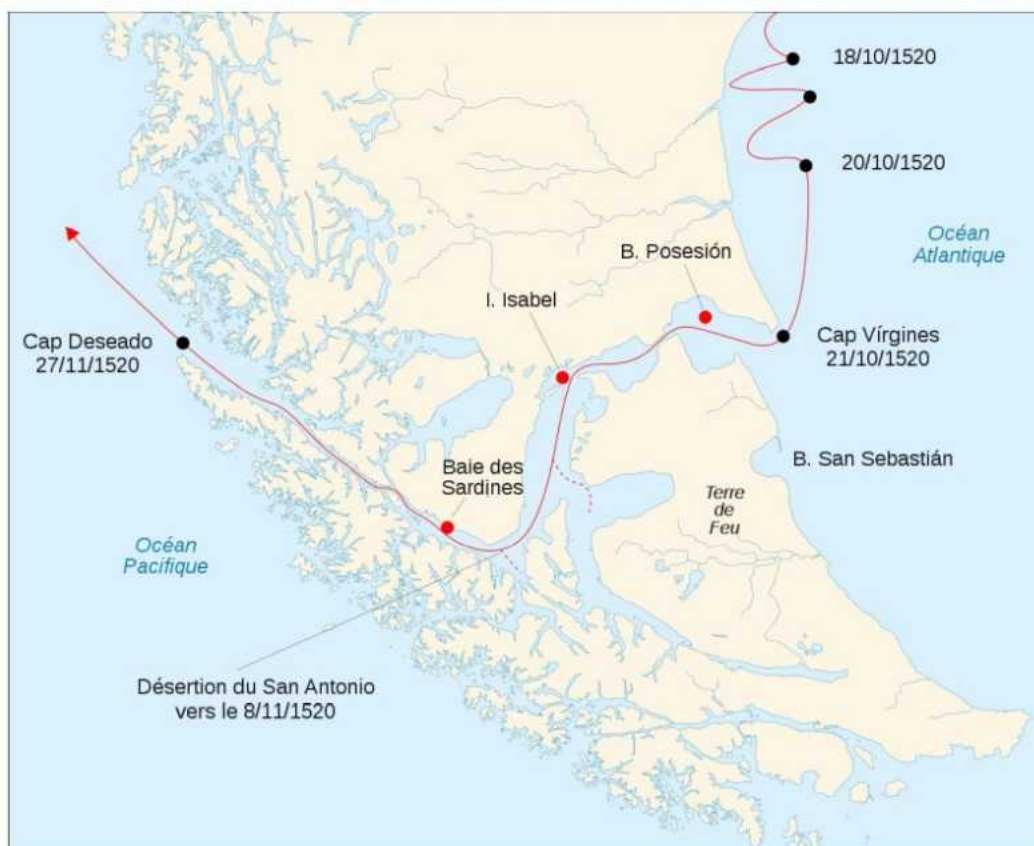 18/10/1520
20/10/1520
Océan
Atlantique
B. Posesión
I. Isabel
Cap Deseado
27/11/1520
Cap Vírgines
21/10/1520
B. San Sebastián
Baie des
Sardines
Terre
de
Feu
Océan
Pacifique
Désertion du San Antonio
vers le 8/11/1520